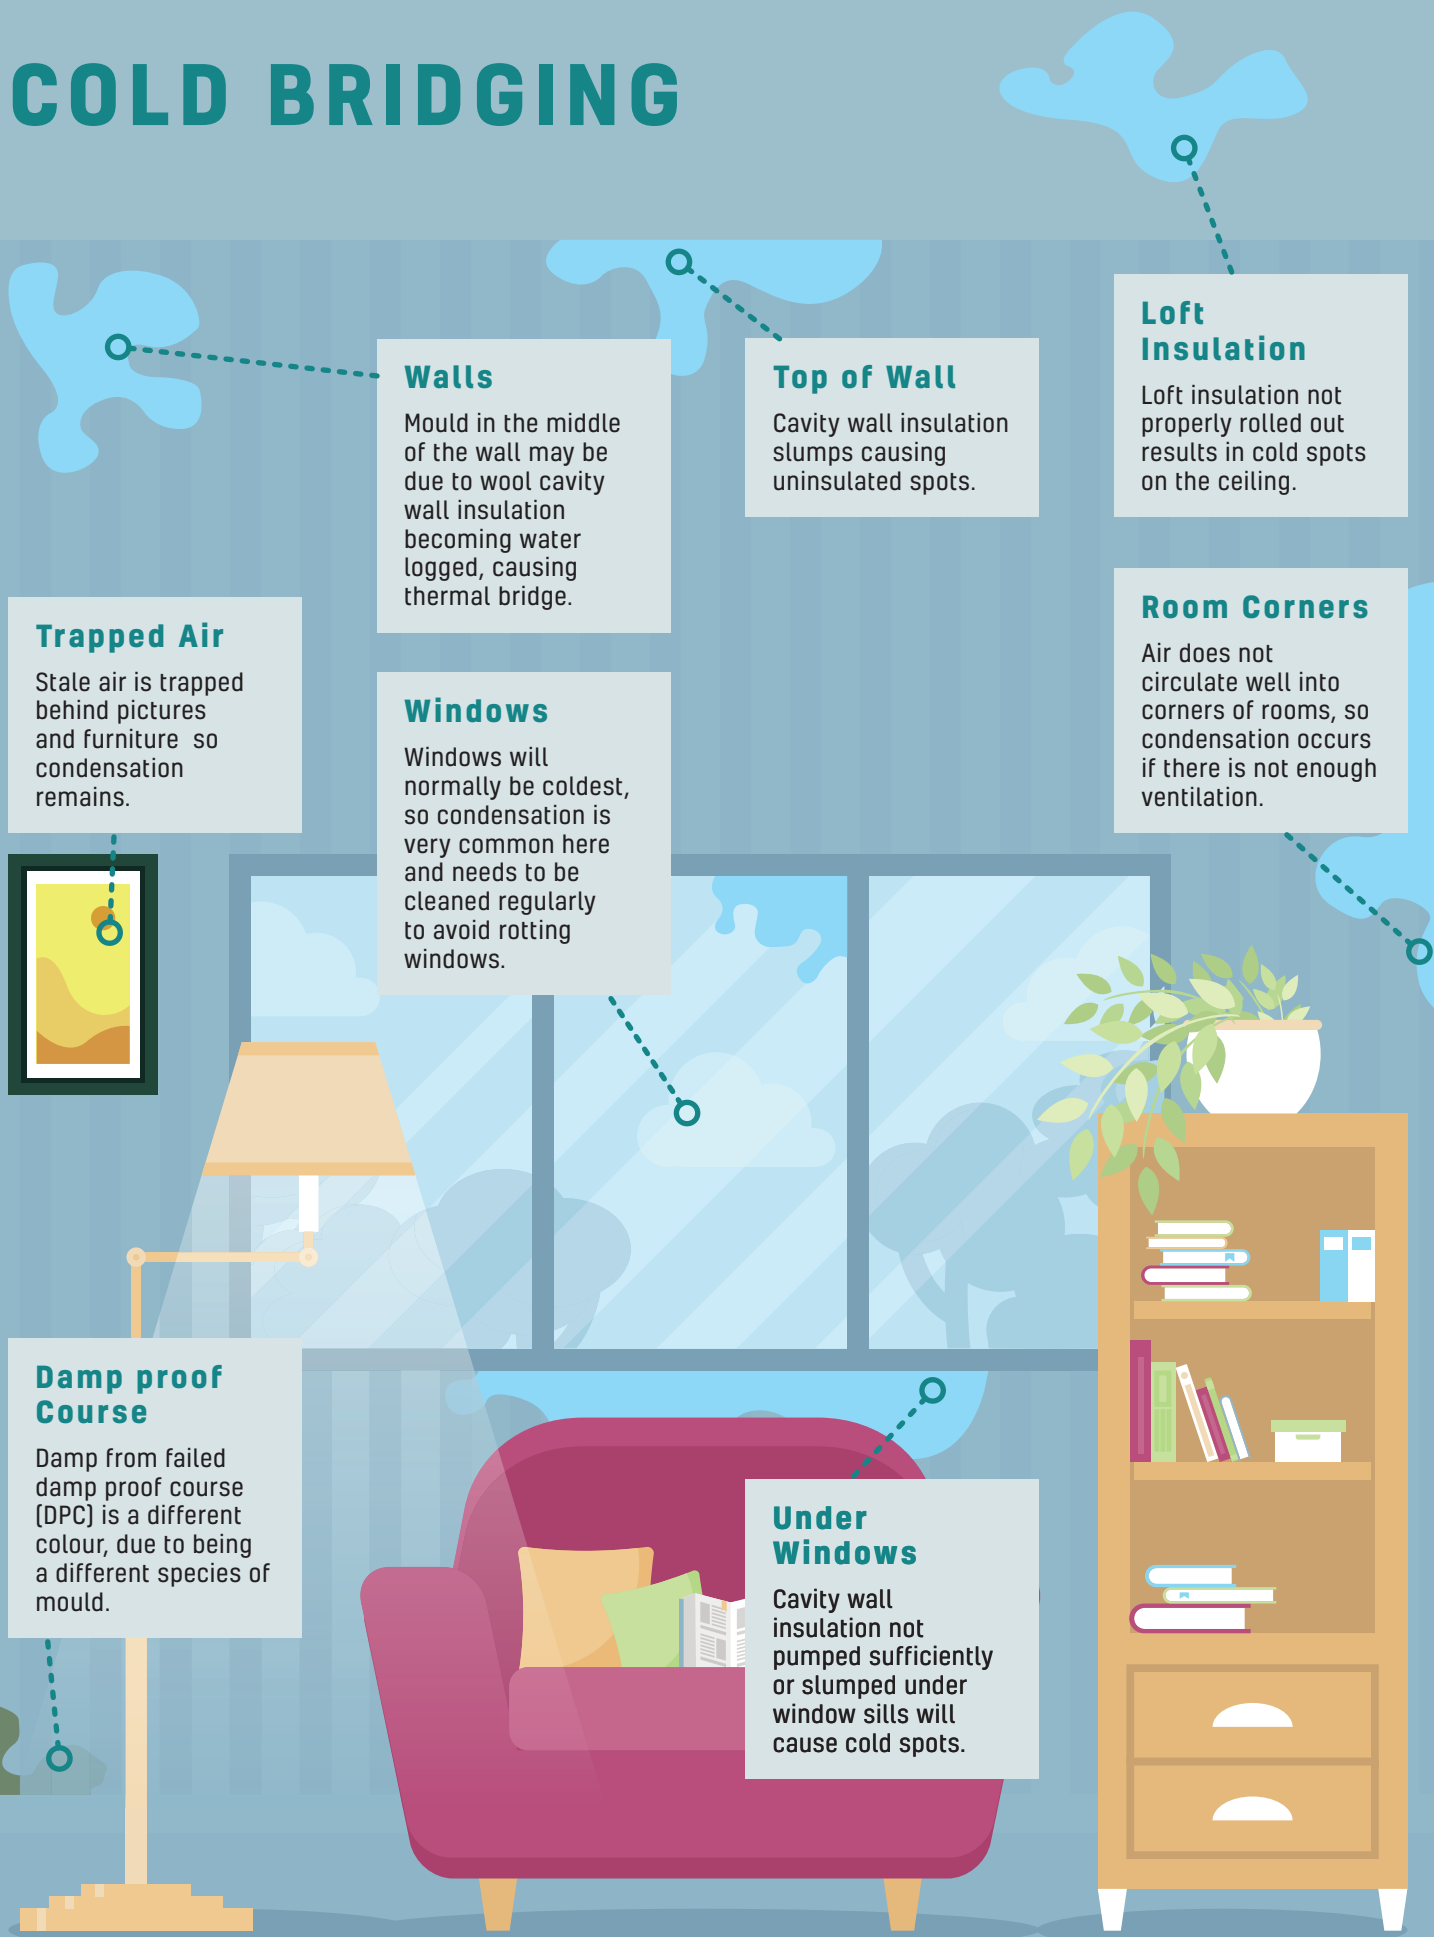 COLD BRIDGING
Loft
Insulation
Loft insulation not
properly rolled out
results in cold spots
on the ceiling.
Walls
Mould in the middle
of the wall may be
due to wool cavity
wall insulation
becoming water
logged, causing
thermal bridge.
Top of Wall
Cavity wall insulation
slumps causing
uninsulated spots.
Room Corners
Air does not
circulate well into
corners of rooms, so
condensation occurs
if there is not enough
ventilation.
Trapped Air
Stale air is trapped
behind pictures
and furniture  so
condensation
remains.
Windows
Windows will
normally be coldest,
so condensation is
very common here
and needs to be
cleaned regularly
to avoid rotting
windows.
Damp proof
Course
Damp from failed
damp proof course
(DPC) is a different
colour, due to being
a different species of
mould.
Under
Windows
Cavity wall
insulation not
pumped sufficiently
or slumped under
window sills will
cause cold spots.